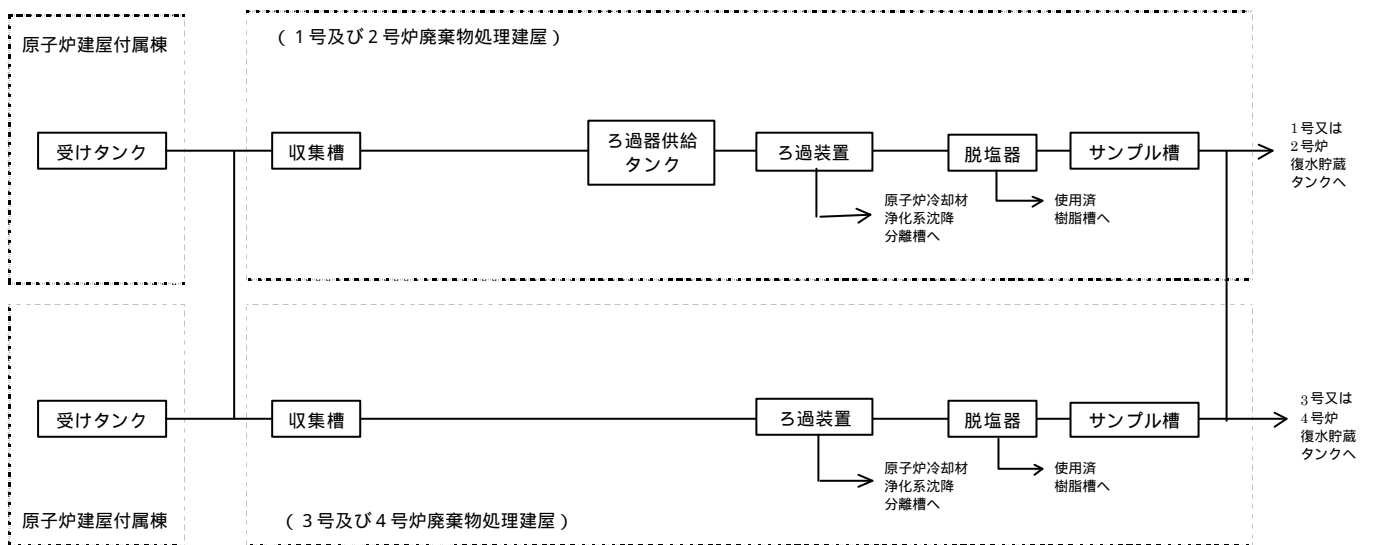 原子炉建屋付属棟
(１号及び２号炉廃棄物処理建屋)
受けタンク
収集槽
ろ過器供給
タンク
ろ過装置
脱塩器
サンプル槽
1号又は
2号炉
復水貯蔵
タンクへ
原子炉冷却材
浄化系沈降
分離槽へ
使用済
樹脂槽へ
受けタンク
収集槽
ろ過装置
脱塩器
サンプル槽
3号又は
4号炉
復水貯蔵
タンクへ
原子炉冷却材
浄化系沈降
分離槽へ
使用済
樹脂槽へ
原子炉建屋付属棟
(３号及び４号炉廃棄物処理建屋)